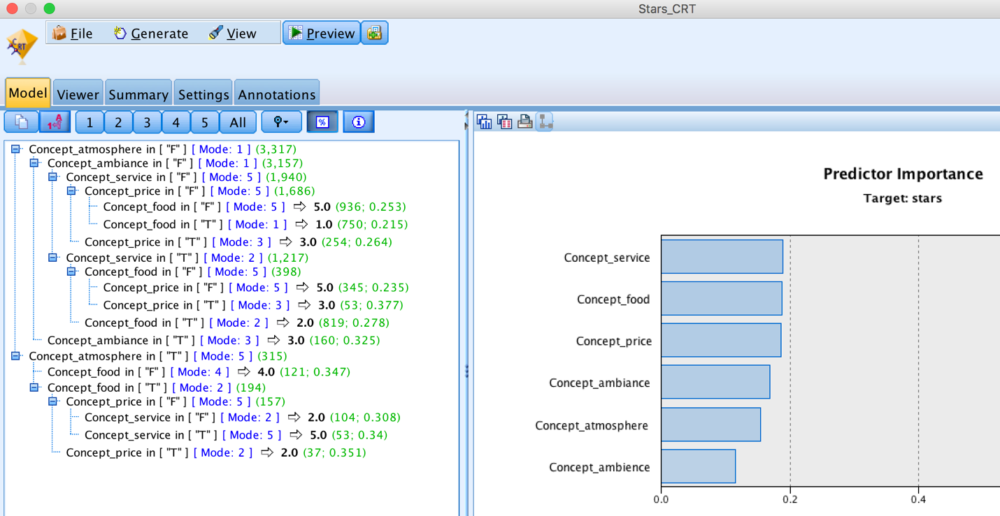 Stars_CRT
CRT
File Generate View Preview
Model Viewer Summary Settings Annotations
1 2 3 4 5 All %
Concept_atmosphere in [ "F" ] [ Mode: 1 ] (3,317)
Concept_ambiance in [ "F" ] [ Mode: 1 ] (3,157)
Concept_service in [ "F" ] [ Mode: 5 ] (1,940)
Concept_price in [ "F" ] [ Mode: 5 ] (1,686)
Concept_food in [ "F" ] [ Mode: 5 ] ⇨ 5.0 (936; 0.253)
Concept_food in [ "T" ] [ Mode: 1 ] ⇨ 1.0 (750; 0.215)
Concept_price in [ "T" ] [ Mode: 3 ] ⇨ 3.0 (254; 0.264)
Concept_service in [ "T" ] [ Mode: 2 ] (1,217)
Concept_food in [ "F" ] [ Mode: 5 ] (398)
Concept_price in [ "F" ] [ Mode: 5 ] ⇨ 5.0 (345; 0.235)
Concept_price in [ "T" ] [ Mode: 3 ] ⇨ 3.0 (53; 0.377)
Concept_food in [ "T" ] [ Mode: 2 ] ⇨ 2.0 (819; 0.278)
Concept_ambiance in [ "T" ] [ Mode: 3 ] ⇨ 3.0 (160; 0.325)
Concept_atmosphere in [ "T" ] [ Mode: 5 ] (315)
Concept_food in [ "F" ] [ Mode: 4 ] ⇨ 4.0 (121; 0.347)
Concept_food in [ "T" ] [ Mode: 2 ] (194)
Concept_price in [ "F" ] [ Mode: 5 ] (157)
Concept_service in [ "F" ] [ Mode: 2 ] ⇨ 2.0 (104; 0.308)
Concept_service in [ "T" ] [ Mode: 5 ] ⇨ 5.0 (53; 0.34)
Concept_price in [ "T" ] [ Mode: 2 ] ⇨ 2.0 (37; 0.351)
Predictor Importance
Target: stars
Concept_service
Concept_food
Concept_price
Concept_ambiance
Concept_atmosphere
Concept_ambience
0.0 0.2 0.4